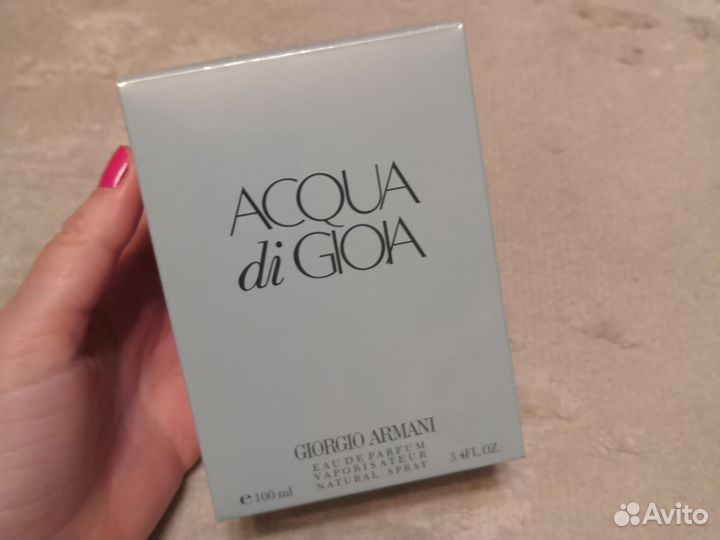 ACQUA
di GIOIA
GIORGIO ARMANI
EAU DE PARFUM
VAPORISATEUR
NATURAL SPRAY
℮ 100 ml
3.4FL.OZ.
Avito